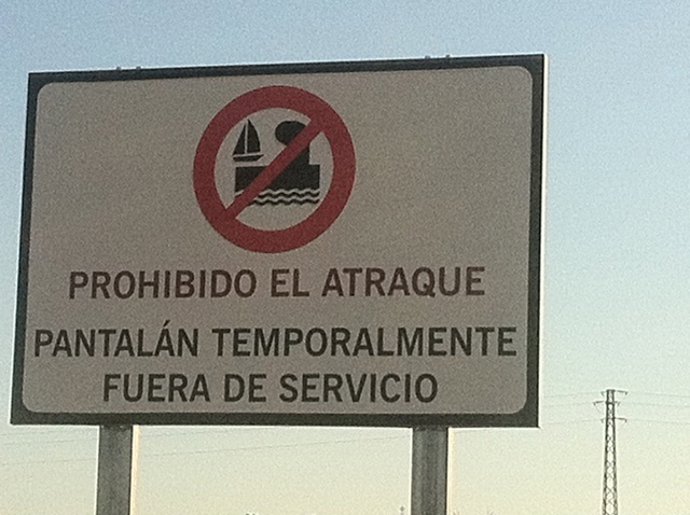 PROHIBIDO EL ATRAQUE
PANTALÁN TEMPORALMENTE
FUERA DE SERVICIO